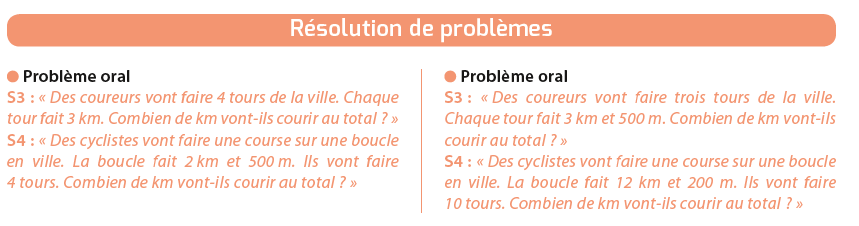 Résolution de problèmes
● Problème oral
S3 : « Des coureurs vont faire 4 tours de la ville. Chaque
tour fait 3 km. Combien de km vont-ils courir au total ? »
S4 : « Des cyclistes vont faire une course sur une boucle
en ville. La boucle fait 2 km et 500 m. Ils vont faire
4 tours. Combien de km vont-ils courir au total ? »
● Problème oral
S3 : « Des coureurs vont faire trois tours de la ville.
Chaque tour fait 3 km et 500 m. Combien de km vont-ils
courir au total ? »
S4 : « Des cyclistes vont faire une course sur une boucle
en ville. La boucle fait 12 km et 200 m. Ils vont faire
10 tours. Combien de km vont-ils courir au total ? »